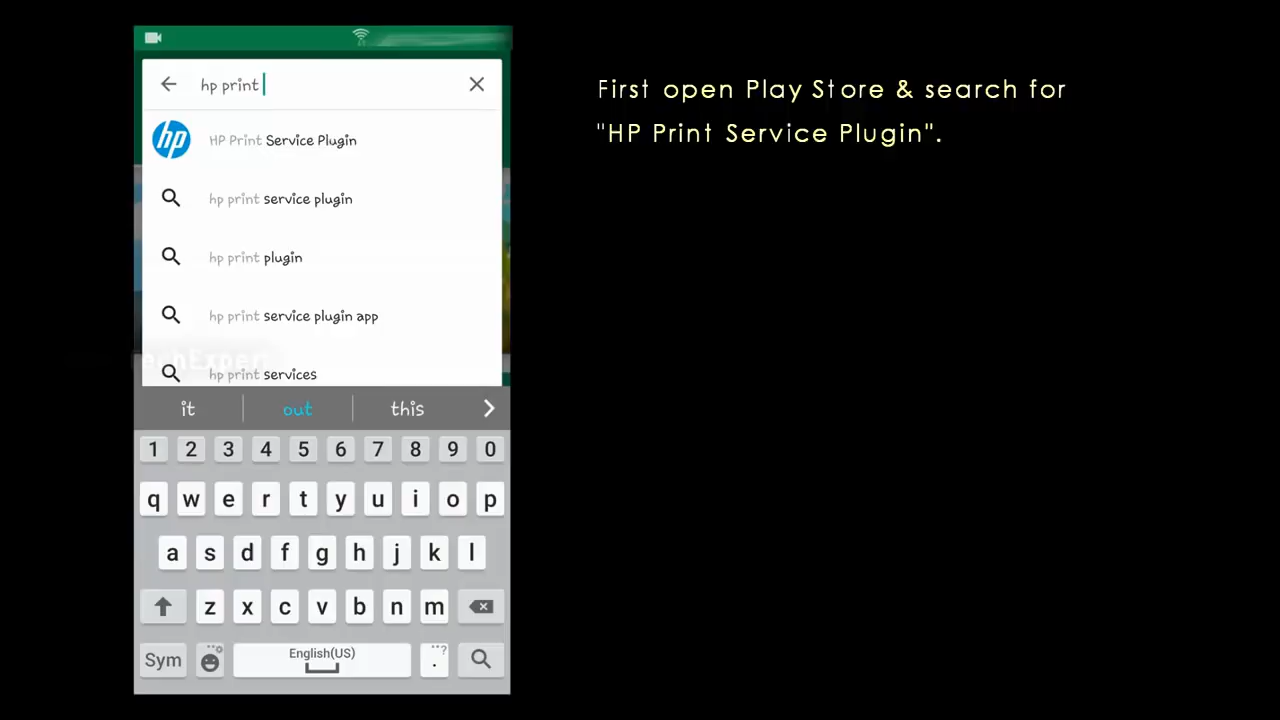 hp print
hp
HP Print Service Plugin
hp print service plugin
hp print plugin
hp print service plugin app
hp print services
it out this
1 2 3 4 5 6 7 8 9 0
q w e r t y u i o p
a s d f g h j k l
z x c v b n m
Sym English(US) . ?
First open Play Store & search for
"HP Print Service Plugin".